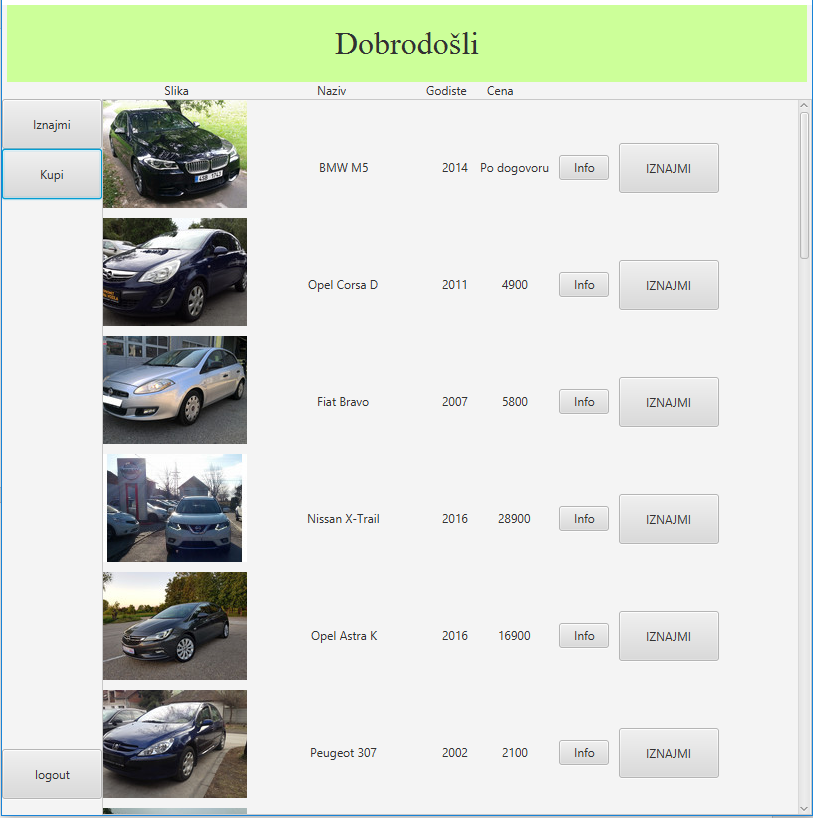 Dobrodošli
Slika Naziv Godiste Cena
Iznajmi
Kupi
BMW M5 2014 Po dogovoru Info IZNAJMI
Opel Corsa D 2011 4900 Info IZNAJMI
Fiat Bravo 2007 5800 Info IZNAJMI
Nissan X-Trail 2016 28900 Info IZNAJMI
Opel Astra K 2016 16900 Info IZNAJMI
Peugeot 307 2002 2100 Info IZNAJMI
logout